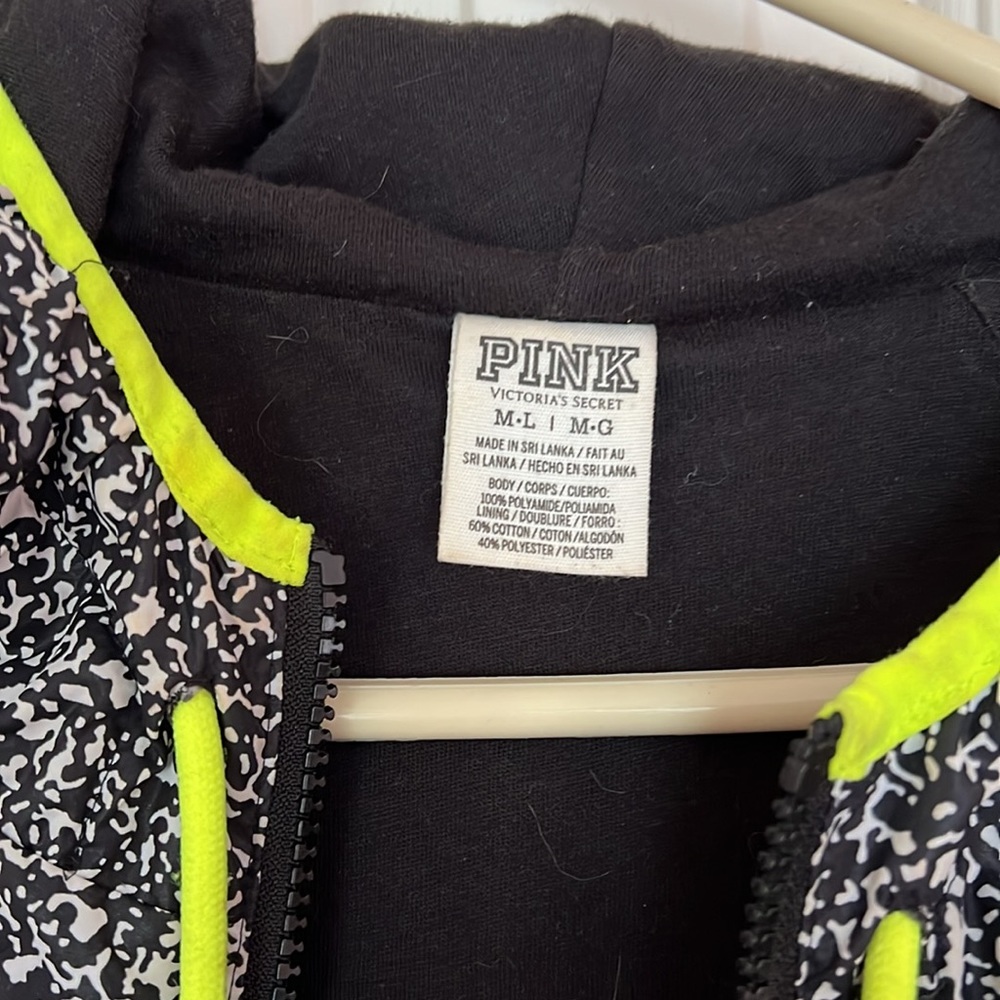 PINK
VICTORIA'S SECRET
M•L | M•G
MADE IN SRI LANKA / FAIT AU
SRI LANKA / HECHO EN SRI LANKA
BODY / CORPS / CUERPO:
100% POLYAMIDE/POLIAMIDA
LINING / DOUBLURE / FORRO :
60% COTTON / COTON / ALGODÓN
40% POLYESTER / POLIÉSTER